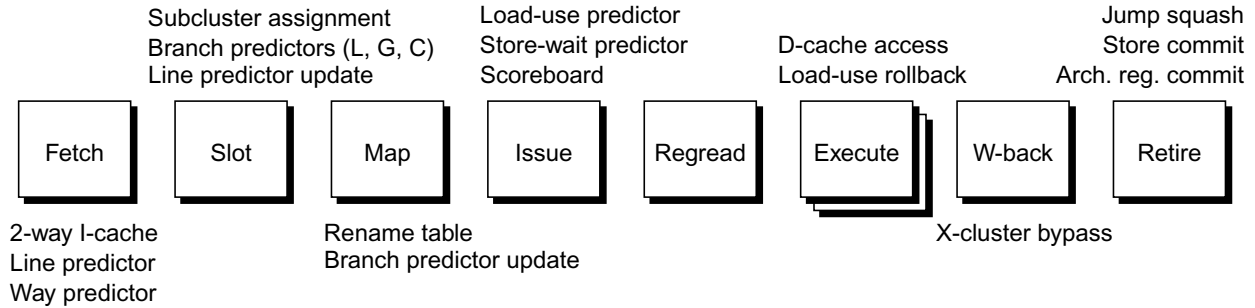 Subcluster assignment
Branch predictors (L, G, C)
Line predictor update
Load-use predictor
Store-wait predictor
Scoreboard
D-cache access
Load-use rollback
Jump squash
Store commit
Arch. reg. commit
Fetch
Slot
Map
Issue
Regread
Execute
W-back
Retire
2-way I-cache
Line predictor
Way predictor
Rename table
Branch predictor update
X-cluster bypass